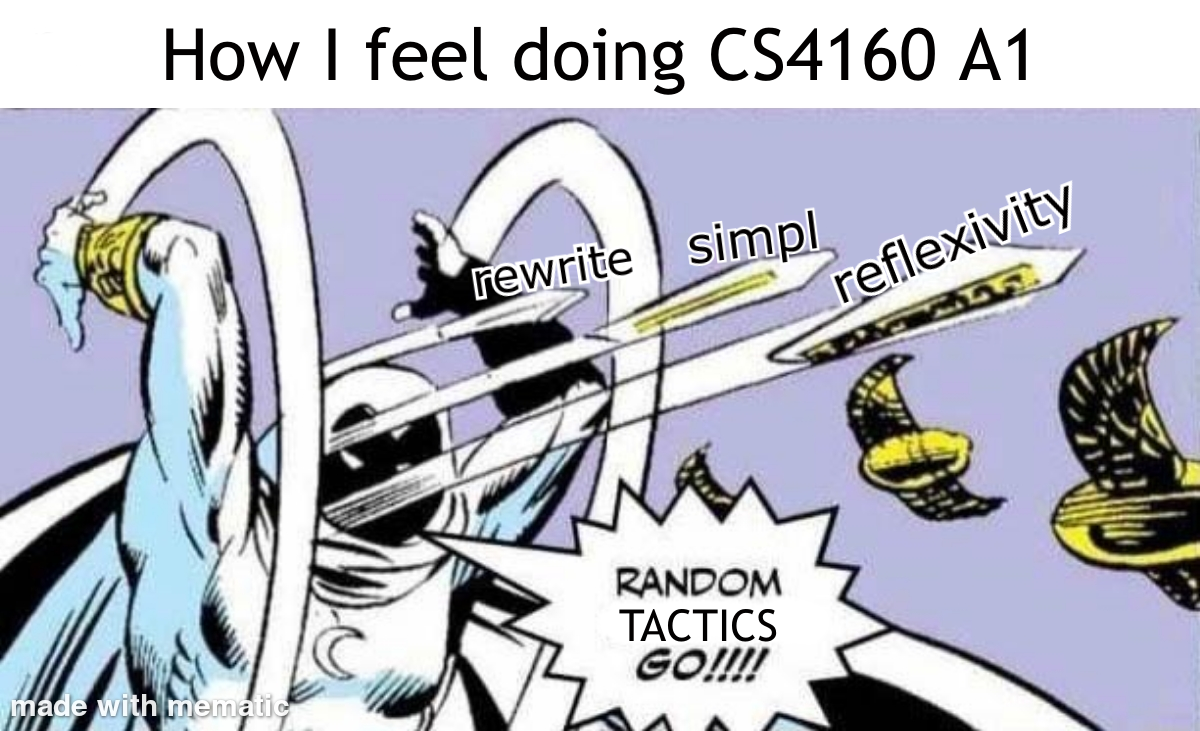 How I feel doing CS4160 A1
rewrite
simpl
reflexivity
RANDOM
TACTICS
GO!!!!
made with mematic